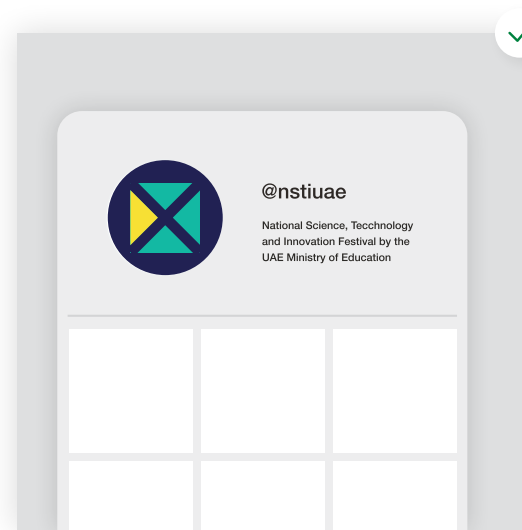 @nstiuae
National Science, Tecchnology
and Innovation Festival by the
UAE Ministry of Education